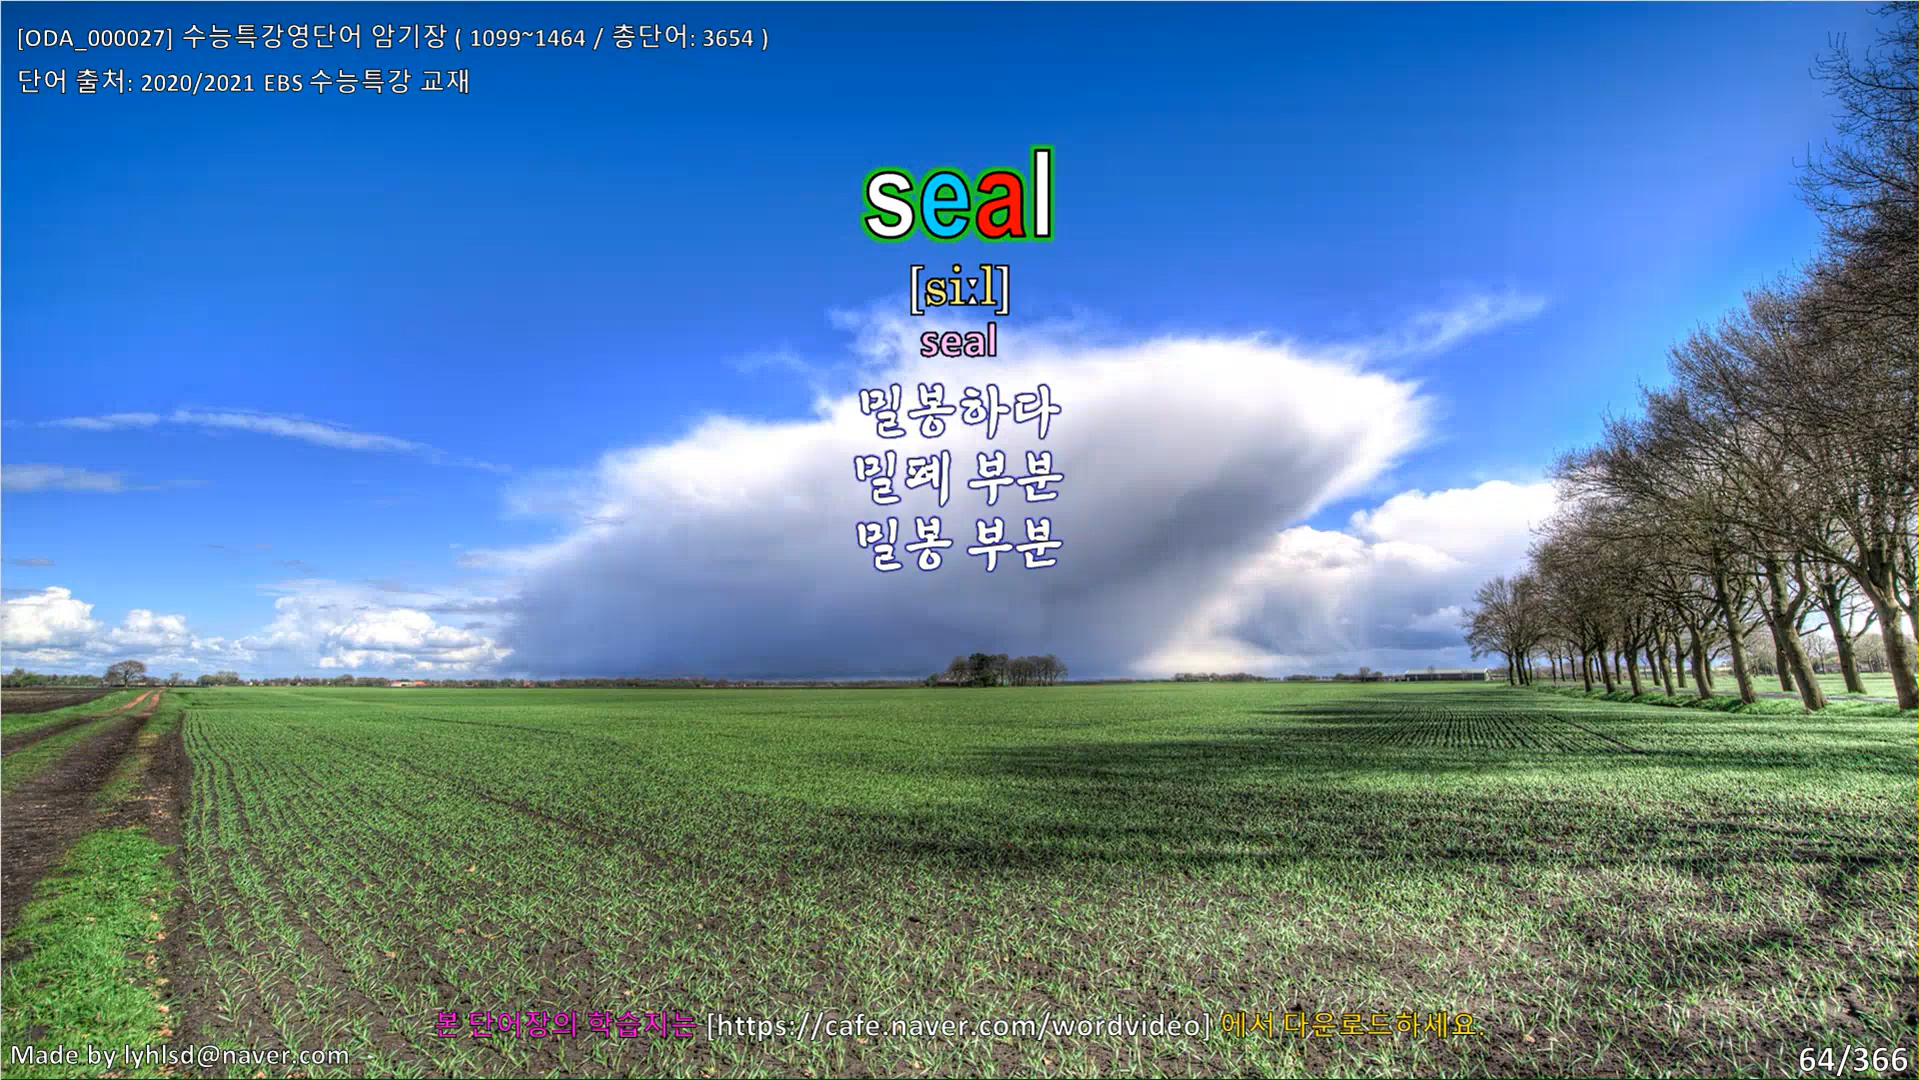 [ODA_000027] 수능특강영단어 암기장 ( 1099~1464 / 총단어: 3654 )
단어 출처: 2020/2021 EBS 수능특강 교재
seal
[siːl]
seal
밀봉하다
밀폐 부분
밀봉 부분
본 단어장의 학습지는 [https://cafe.naver.com/wordvideo] 에서 다운로드하세요.
Made by lyhlsd@naver.com
64/366